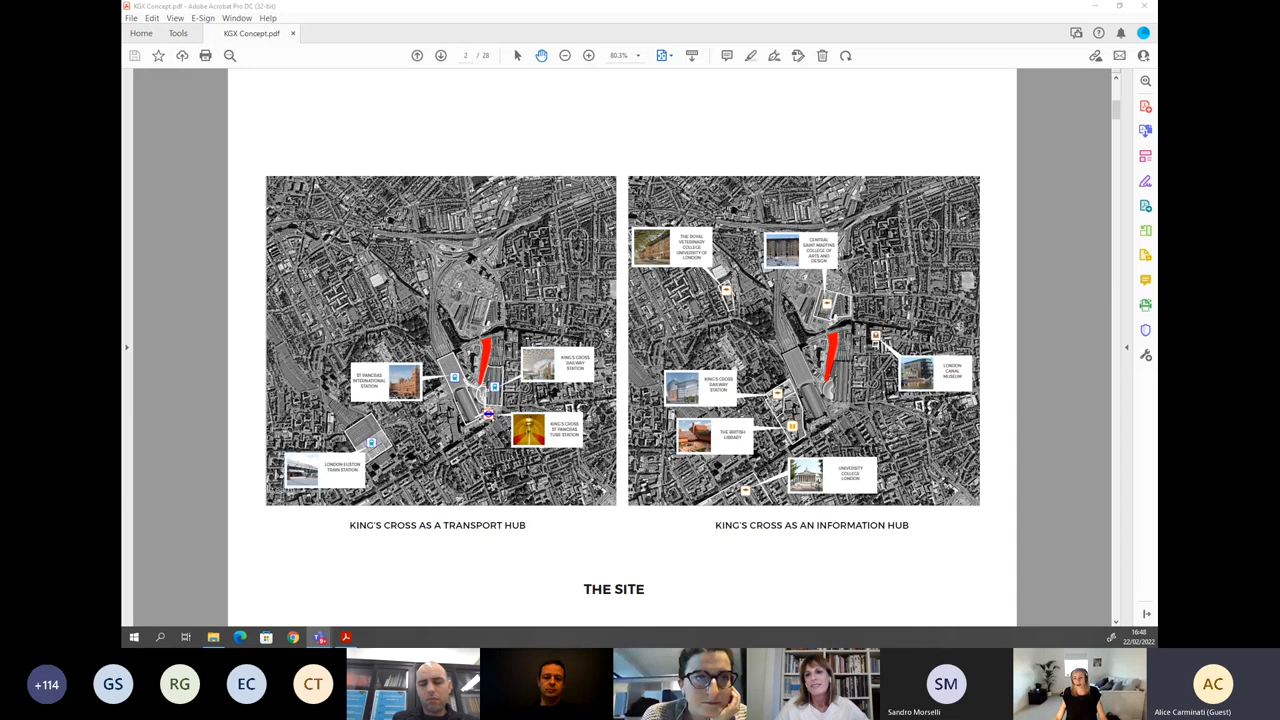 KGX Concept.pdf - Adobe Acrobat Pro DC (32-bit)
File Edit View E-Sign Window Help
Home Tools KGX Concept.pdf ×
2 / 28
80.3%
THE ROYAL
VETERINARY
COLLEGE
UNIVERSITY OF
LONDON
CENTRAL
SAINT MARTINS
COLLEGE OF
ARTS AND
DESIGN
ST PANCRAS
INTERNATIONAL
STATION
KING'S CROSS
RAILWAY
STATION
KING'S CROSS
ST PANCRAS
TUBE STATION
LONDON EUSTON
TRAIN STATION
M
LONDON
CANAL
MUSEUM
KING'S CROSS
RAILWAY
STATION
THE BRITISH
LIBRARY
UNIVERSITY
COLLEGE
LONDON
KING'S CROSS AS A TRANSPORT HUB
KING'S CROSS AS AN INFORMATION HUB
THE SITE
16:48
22/02/2022
+114
GS
RG
EC
CT
SM
Sandro Morselli
AC
Alice Carminati (Guest)